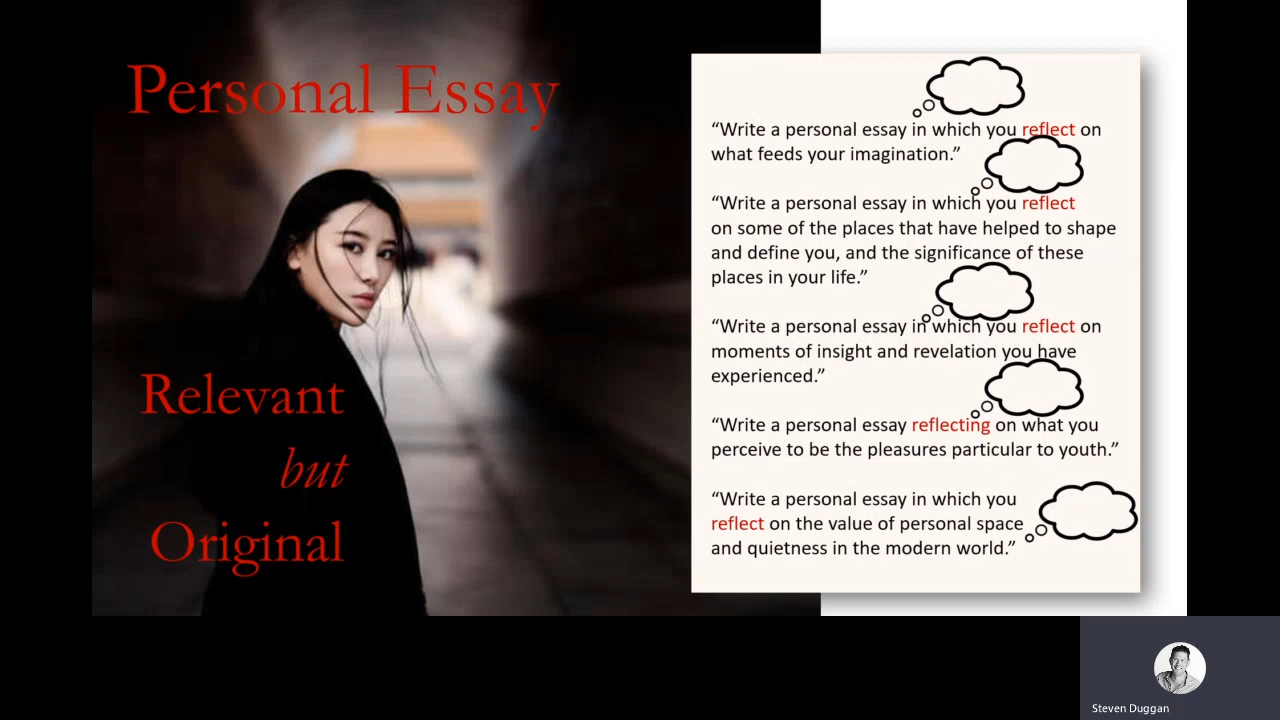 Personal Essay
Relevant
but
Original
“Write a personal essay in which you reflect on
what feeds your imagination.”
“Write a personal essay in which you reflect
on some of the places that have helped to shape
and define you, and the significance of these
places in your life.”
“Write a personal essay in which you reflect on
moments of insight and revelation you have
experienced.”
“Write a personal essay reflecting on what you
perceive to be the pleasures particular to youth.”
“Write a personal essay in which you
reflect on the value of personal space
and quietness in the modern world.”
Steven Duggan